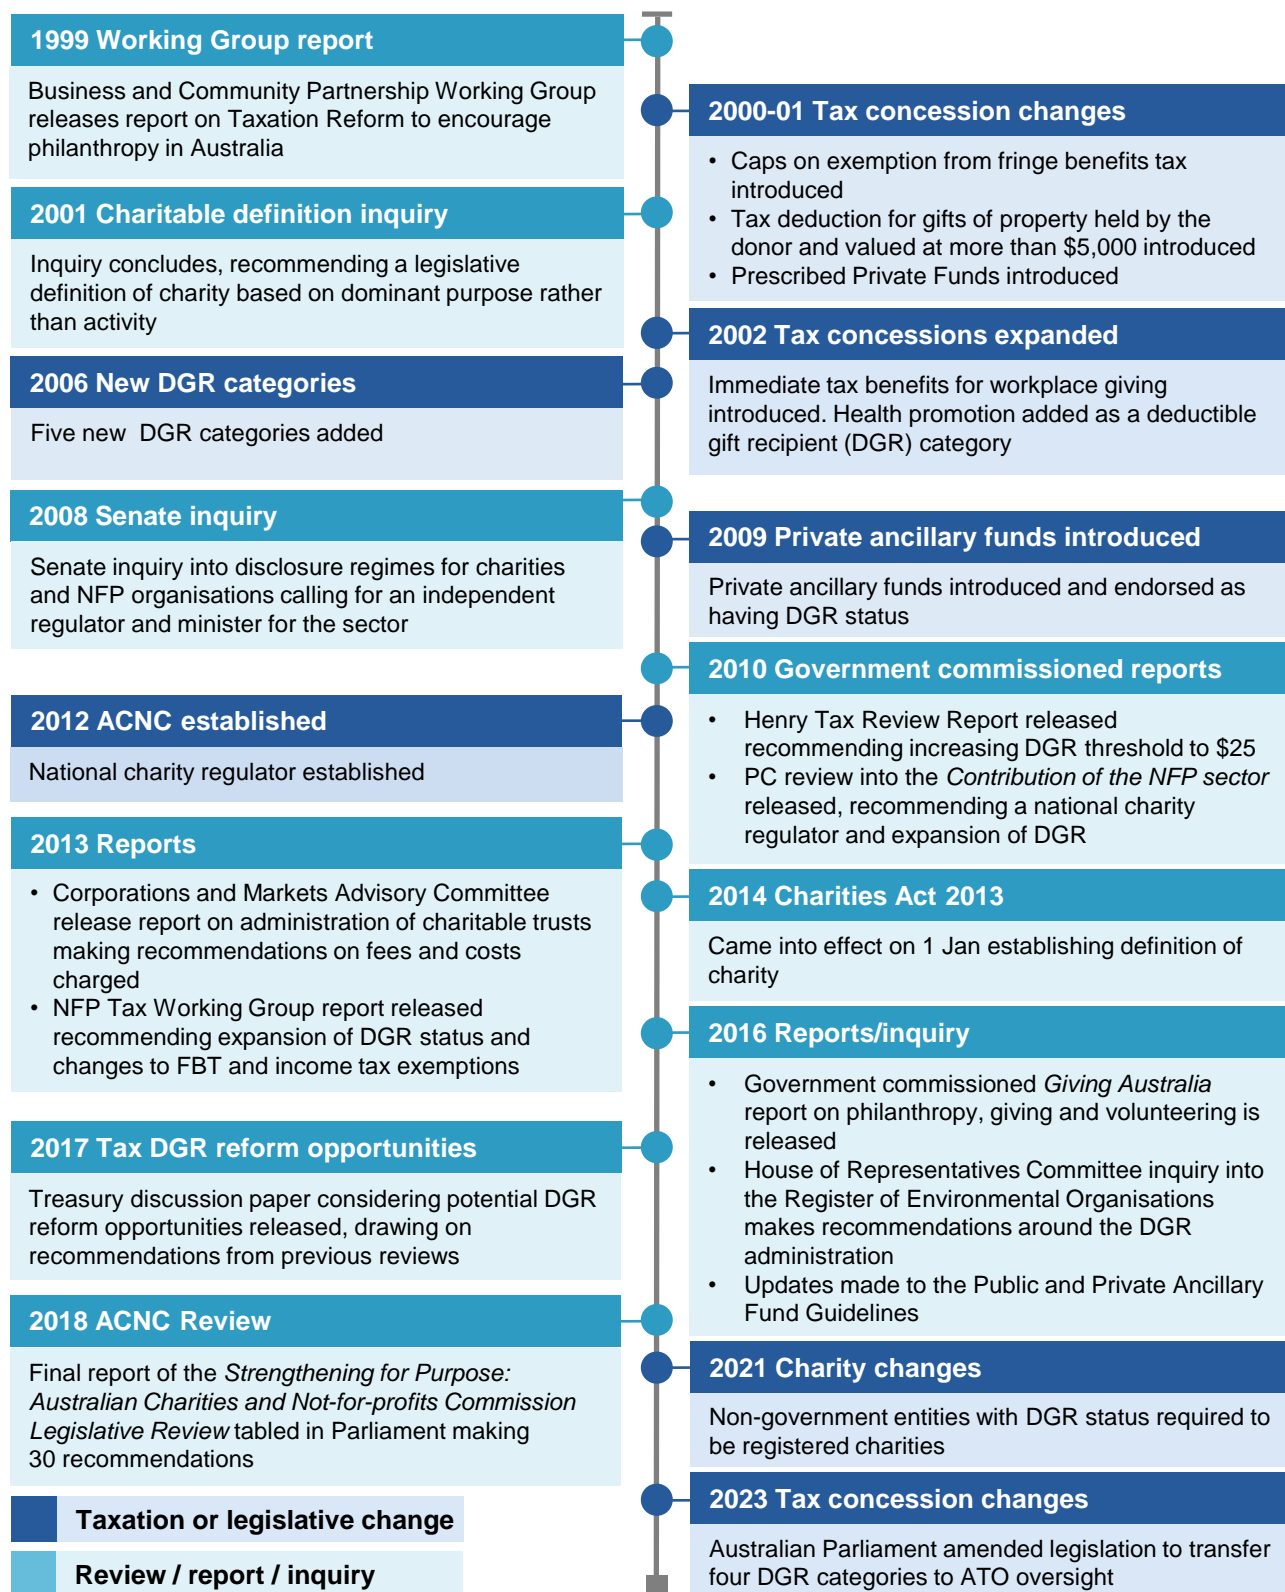 1999 Working Group report
Business and Community Partnership Working Group
releases report on Taxation Reform to encourage
philanthropy in Australia
2000-01 Tax concession changes
• Caps on exemption from fringe benefits tax
introduced
• Tax deduction for gifts of property held by the
donor and valued at more than $5,000 introduced
• Prescribed Private Funds introduced
2001 Charitable definition inquiry
Inquiry concludes, recommending a legislative
definition of charity based on dominant purpose rather
than activity
2002 Tax concessions expanded
Immediate tax benefits for workplace giving
introduced. Health promotion added as a deductible
gift recipient (DGR) category
2006 New DGR categories
Five new DGR categories added
2008 Senate inquiry
Senate inquiry into disclosure regimes for charities
and NFP organisations calling for an independent
regulator and minister for the sector
2009 Private ancillary funds introduced
Private ancillary funds introduced and endorsed as
having DGR status
2010 Government commissioned reports
• Henry Tax Review Report released
recommending increasing DGR threshold to $25
• PC review into the Contribution of the NFP sector
released, recommending a national charity
regulator and expansion of DGR
2012 ACNC established
National charity regulator established
2013 Reports
• Corporations and Markets Advisory Committee
release report on administration of charitable trusts
making recommendations on fees and costs
charged
• NFP Tax Working Group report released
recommending expansion of DGR status and
changes to FBT and income tax exemptions
2014 Charities Act 2013
Came into effect on 1 Jan establishing definition of
charity
2016 Reports/inquiry
• Government commissioned Giving Australia
report on philanthropy, giving and volunteering is
released
• House of Representatives Committee inquiry into
the Register of Environmental Organisations
makes recommendations around the DGR
administration
• Updates made to the Public and Private Ancillary
Fund Guidelines
2017 Tax DGR reform opportunities
Treasury discussion paper considering potential DGR
reform opportunities released, drawing on
recommendations from previous reviews
2018 ACNC Review
Final report of the Strengthening for Purpose:
Australian Charities and Not-for-profits Commission
Legislative Review tabled in Parliament making
30 recommendations
2021 Charity changes
Non-government entities with DGR status required to
be registered charities
2023 Tax concession changes
Australian Parliament amended legislation to transfer
four DGR categories to ATO oversight
Taxation or legislative change
Review / report / inquiry